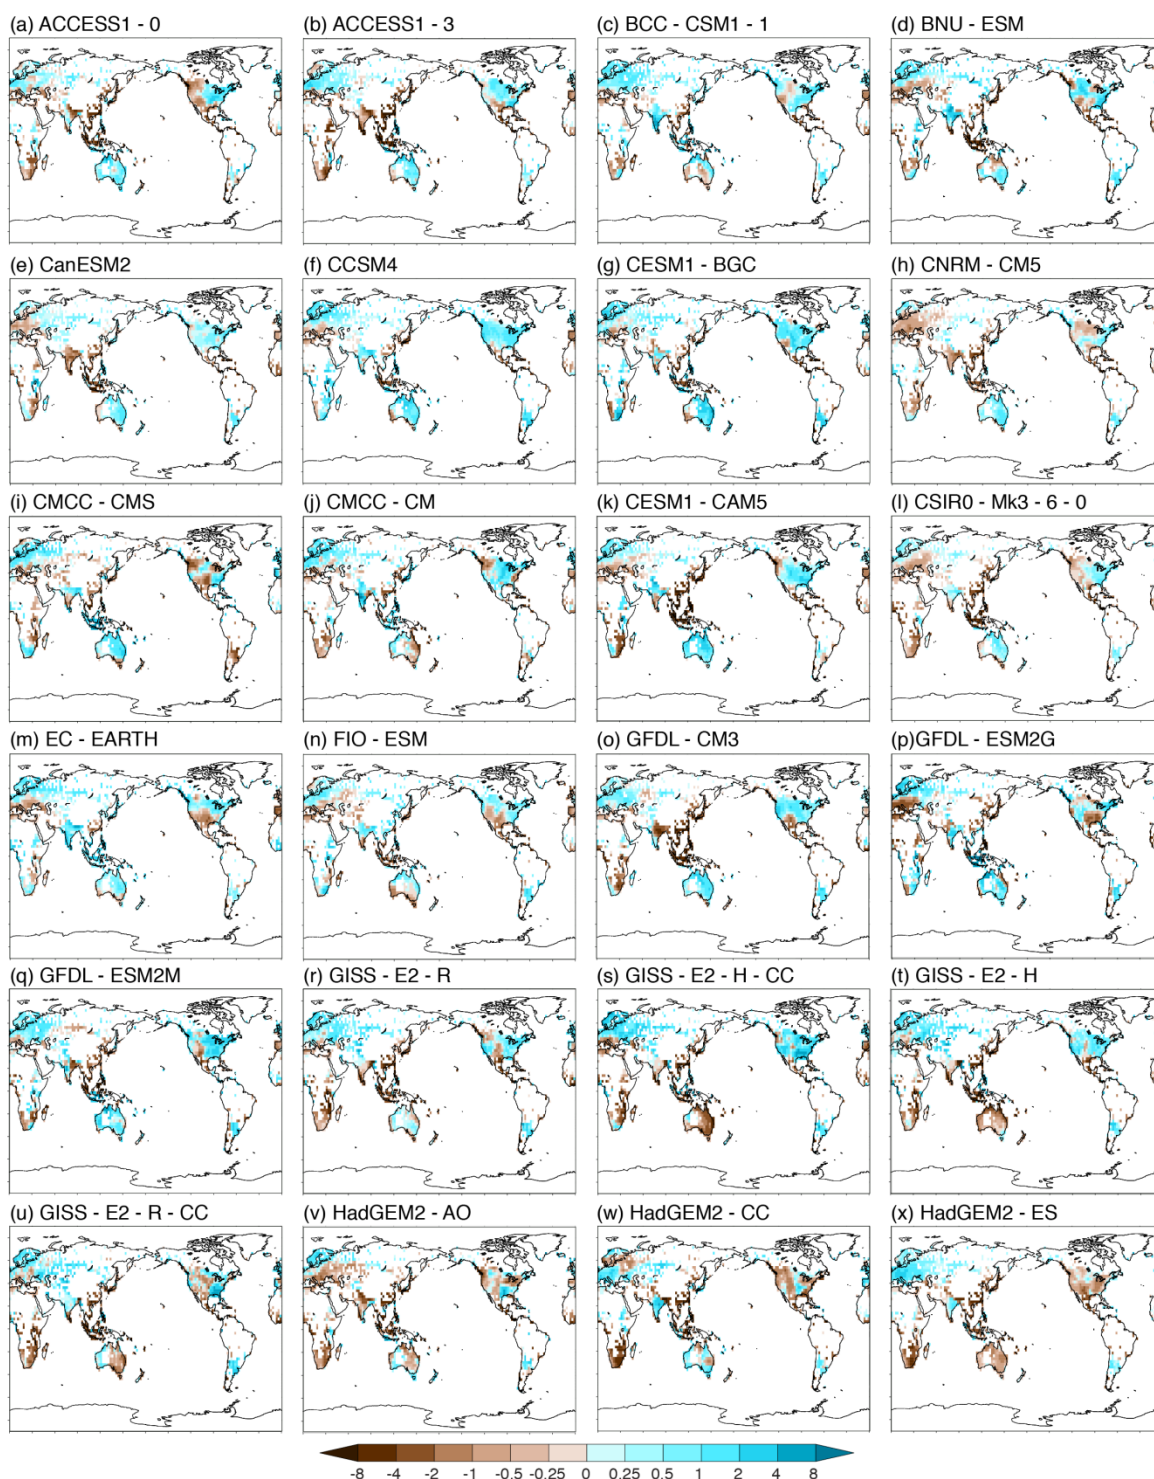 (a) ACCESS1 - 0 (b) ACCESS1 - 3 (c) BCC - CSM1 - 1 (d) BNU - ESM
(e) CanESM2 (f) CCSM4 (g) CESM1 - BGC (h) CNRM - CM5
(i) CMCC - CMS (j) CMCC - CM (k) CESM1 - CAM5 (l) CSIR0 - Mk3 - 6 - 0
(m) EC - EARTH (n) FIO - ESM (o) GFDL - CM3 (p)GFDL - ESM2G
(q) GFDL - ESM2M (r) GISS - E2 - R (s) GISS - E2 - H - CC (t) GISS - E2 - H
(u) GISS - E2 - R - CC (v) HadGEM2 - AO (w) HadGEM2 - CC (x) HadGEM2 - ES
-8 -4 -2 -1 -0.5 -0.25 0 0.25 0.5 1 2 4 8